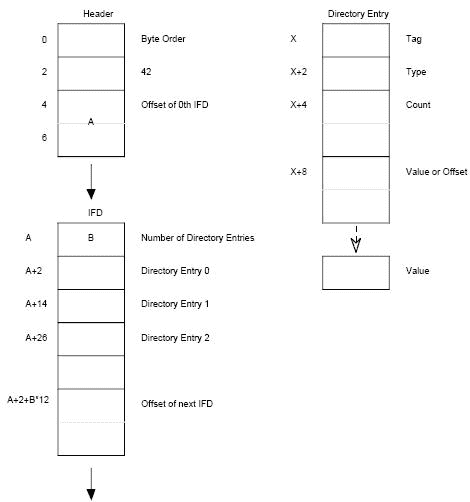 Header
0 Byte Order
2 42
4 Offset of 0th IFD
A
6
IFD
A B Number of Directory Entries
A+2 Directory Entry 0
A+14 Directory Entry 1
A+26 Directory Entry 2
A+2+B*12 Offset of next IFD
Directory Entry
X Tag
X+2 Type
X+4 Count
X+8 Value or Offset
Value